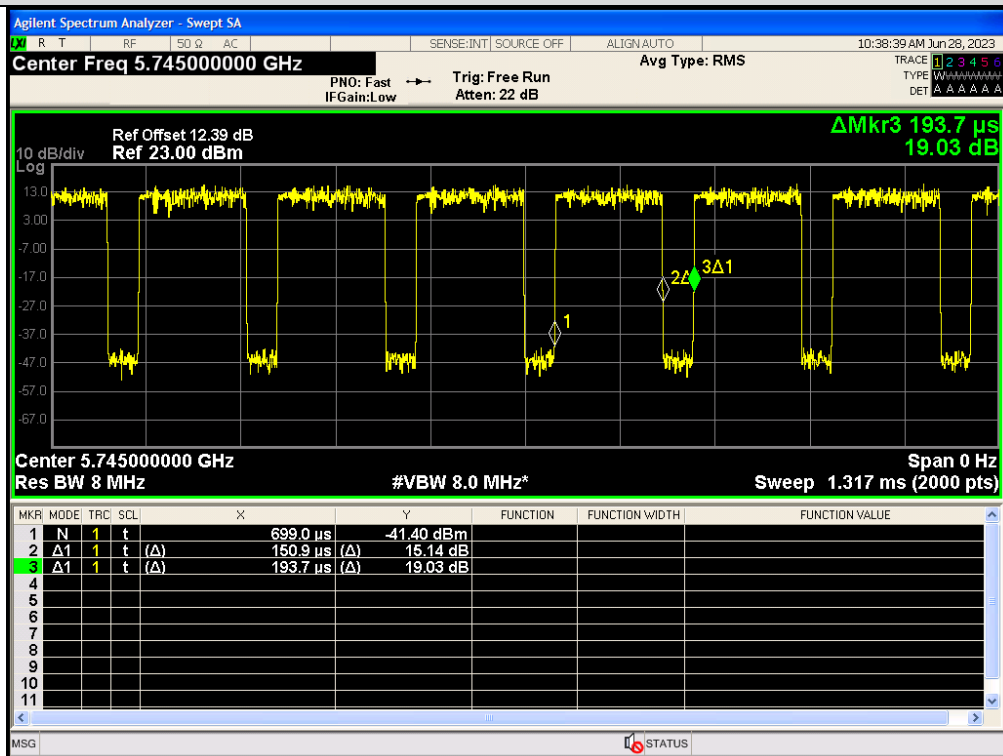 Agilent Spectrum Analyzer - Swept SA
LXI R T RF 50 Ω AC SENSE:INT SOURCE OFF ALIGNAUTO 10:38:39 AM Jun 28, 2023
Center Freq 5.745000000 GHz
PNO: Fast
IFGain:Low
Trig: Free Run
Atten: 22 dB
Avg Type: RMS
TRACE 1 2 3 4 5 6
TYPE WWWWWWW
DET A A A A A A
ΔMkr3 193.7 µs
19.03 dB
Ref Offset 12.39 dB
Ref 23.00 dBm
10 dB/div
Log
13.0
3.00
-7.00
-17.0
-27.0
-37.0
-47.0
-57.0
-67.0
1
2Δ
3Δ1
Center 5.745000000 GHz
Span 0 Hz
Res BW 8 MHz
#VBW 8.0 MHz*
Sweep 1.317 ms (2000 pts)
MKR MODE TRC SCL X Y FUNCTION FUNCTION WIDTH FUNCTION VALUE
1 N 1 t 699.0 µs -41.40 dBm
2 Δ1 1 t (Δ) 150.9 µs (Δ) 15.14 dB
3 Δ1 1 t (Δ) 193.7 µs (Δ) 19.03 dB
4
5
6
7
8
9
10
11
MSG
STATUS